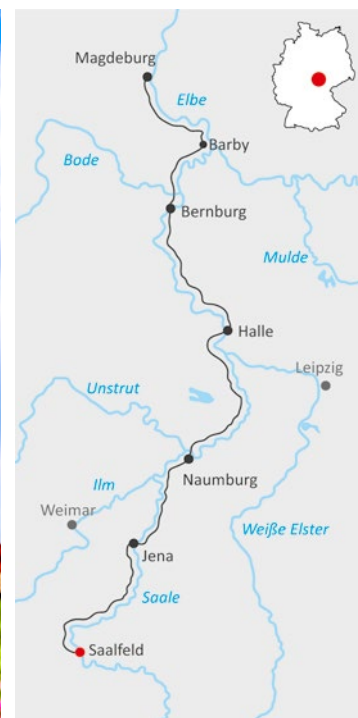 Magdeburg
Elbe
Barby
Bode
Bernburg
Mulde
Halle
Leipzig
Unstrut
Naumburg
Ilm
Weimar
Weiße Elster
Jena
Saale
Saalfeld